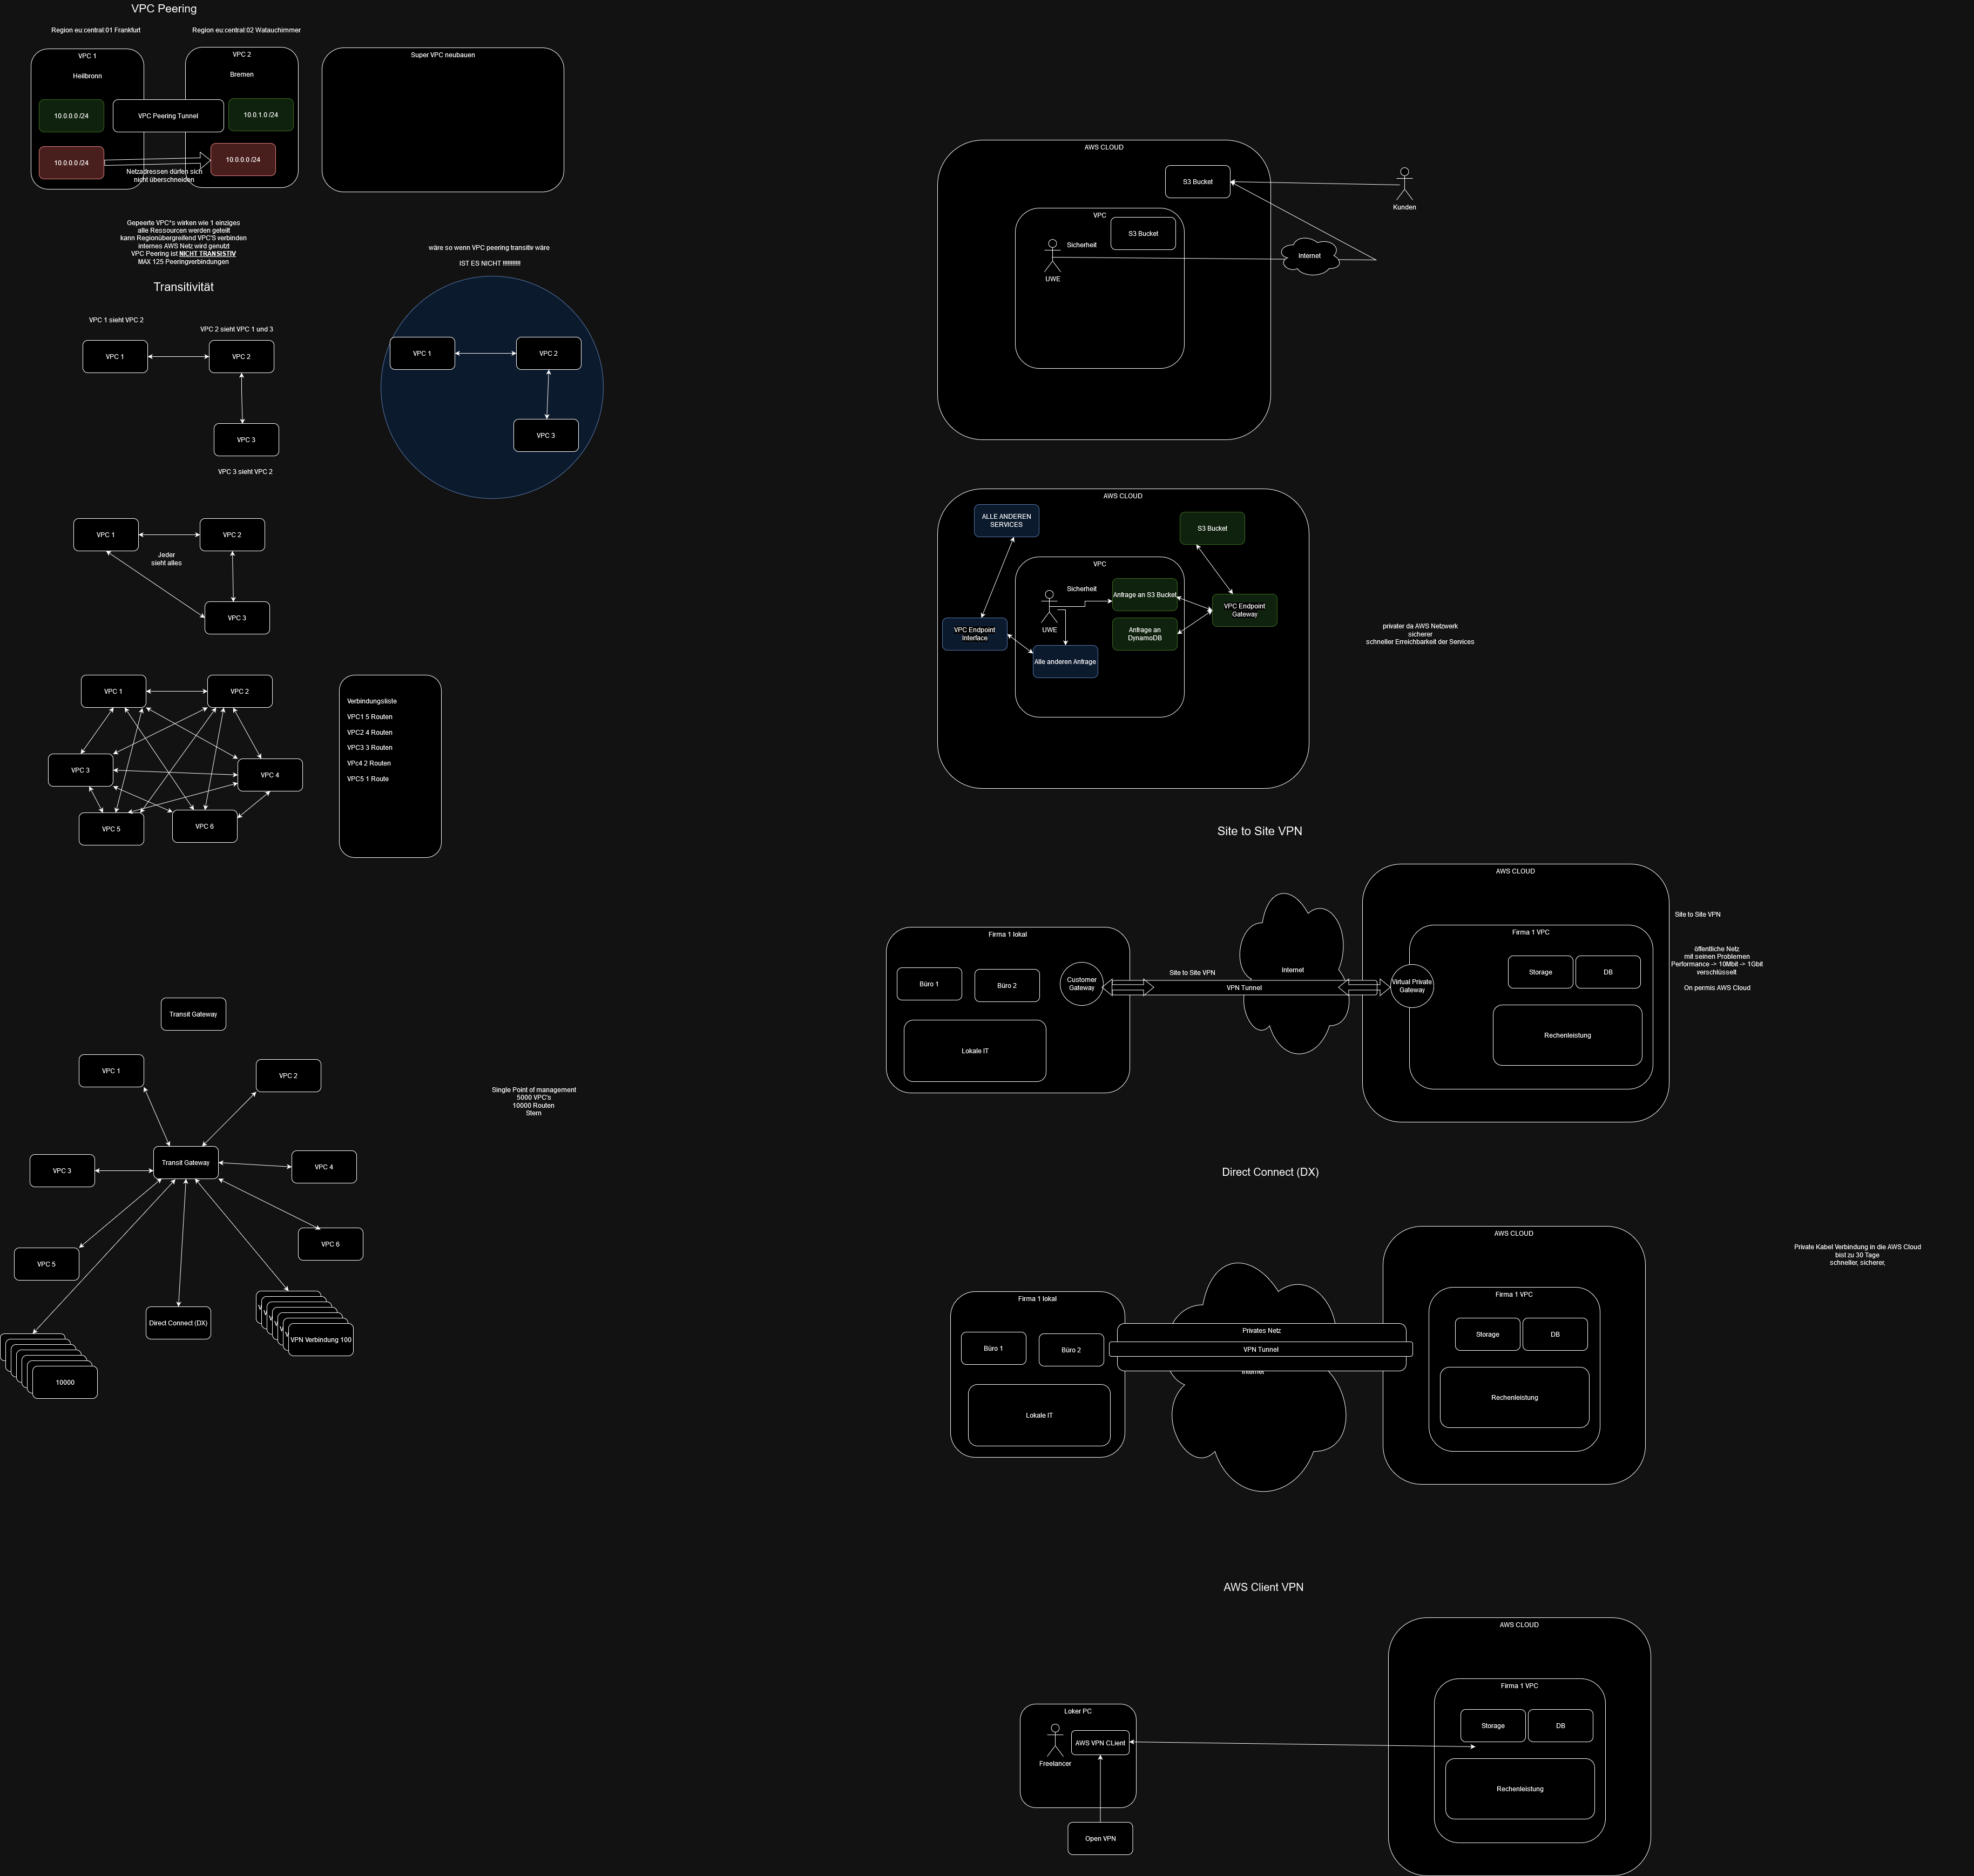 VPC Peering
Region eu:central:01 Frankfurt
Region eu:central:02 Watauchimmer
VPC 1
Heilbronn
10.0.0.0 /24
10.0.0.0 /24
VPC Peering Tunnel
VPC 2
Bremen
10.0.1.0 /24
10.0.0.0 /24
Netzadressen dürfen sich
nicht überschneiden
Super VPC neubauen
Gepeerte VPC*s wirken wie 1 einziges
alle Ressourcen werden geteilt
kann Regionübergreifend VPC'S verbinden
internes AWS Netz wird genutzt
VPC Peering ist NICHT TRANSISTIV
MAX 125 Peeringverbindungen
wäre so wenn VPC peering transitiv wäre
IST ES NICHT !!!!!!!!!!!!!
Transitivität
VPC 1 sieht VPC 2
VPC 2 sieht VPC 1 und 3
VPC 1
VPC 2
VPC 3
VPC 3 sieht VPC 2
VPC 1
VPC 2
VPC 3
VPC 1
VPC 2
Jeder
sieht alles
VPC 3
VPC 1
VPC 2
VPC 3
VPC 4
VPC 5
VPC 6
Verbindungsliste
VPC1 5 Routen
VPC2 4 Routen
VPC3 3 Routen
VPc4 2 Routen
VPC5 1 Route
Transit Gateway
VPC 1
VPC 2
VPC 3
Transit Gateway
VPC 4
VPC 5
VPC 6
Direct Connect (DX)
VPN Verbindung 100
10000
Single Point of management
5000 VPC's
10000 Routen
Stern
AWS CLOUD
S3 Bucket
Kunden
VPC
S3 Bucket
Sicherheit
UWE
Internet
AWS CLOUD
ALLE ANDEREN
SERVICES
S3 Bucket
VPC
Sicherheit
Anfrage an S3 Bucket
VPC Endpoint
Gateway
UWE
VPC Endpoint
Interface
Anfrage an
DynamoDB
Alle anderen Anfrage
privater da AWS Netzwerk
sicherer
schneller Erreichbarkeit der Services
Site to Site VPN
Firma 1 lokal
Büro 1
Büro 2
Customer
Gateway
Lokale IT
Site to Site VPN
VPN Tunnel
Internet
AWS CLOUD
Firma 1 VPC
Virtual Private
Gateway
Storage
DB
Rechenleistung
Site to Site VPN
öffentliche Netz
mit seinen Problemen
Performance -> 10Mbit -> 1Gbit
verschlüsselt
On permis AWS Cloud
Direct Connect (DX)
Firma 1 lokal
Büro 1
Büro 2
Lokale IT
Privates Netz
VPN Tunnel
Internet
AWS CLOUD
Firma 1 VPC
Storage
DB
Rechenleistung
Private Kabel Verbindung in die AWS Cloud
bist zu 30 Tage
schneller, sicherer,
AWS Client VPN
Loker PC
Freelancer
AWS VPN CLient
Open VPN
AWS CLOUD
Firma 1 VPC
Storage
DB
Rechenleistung